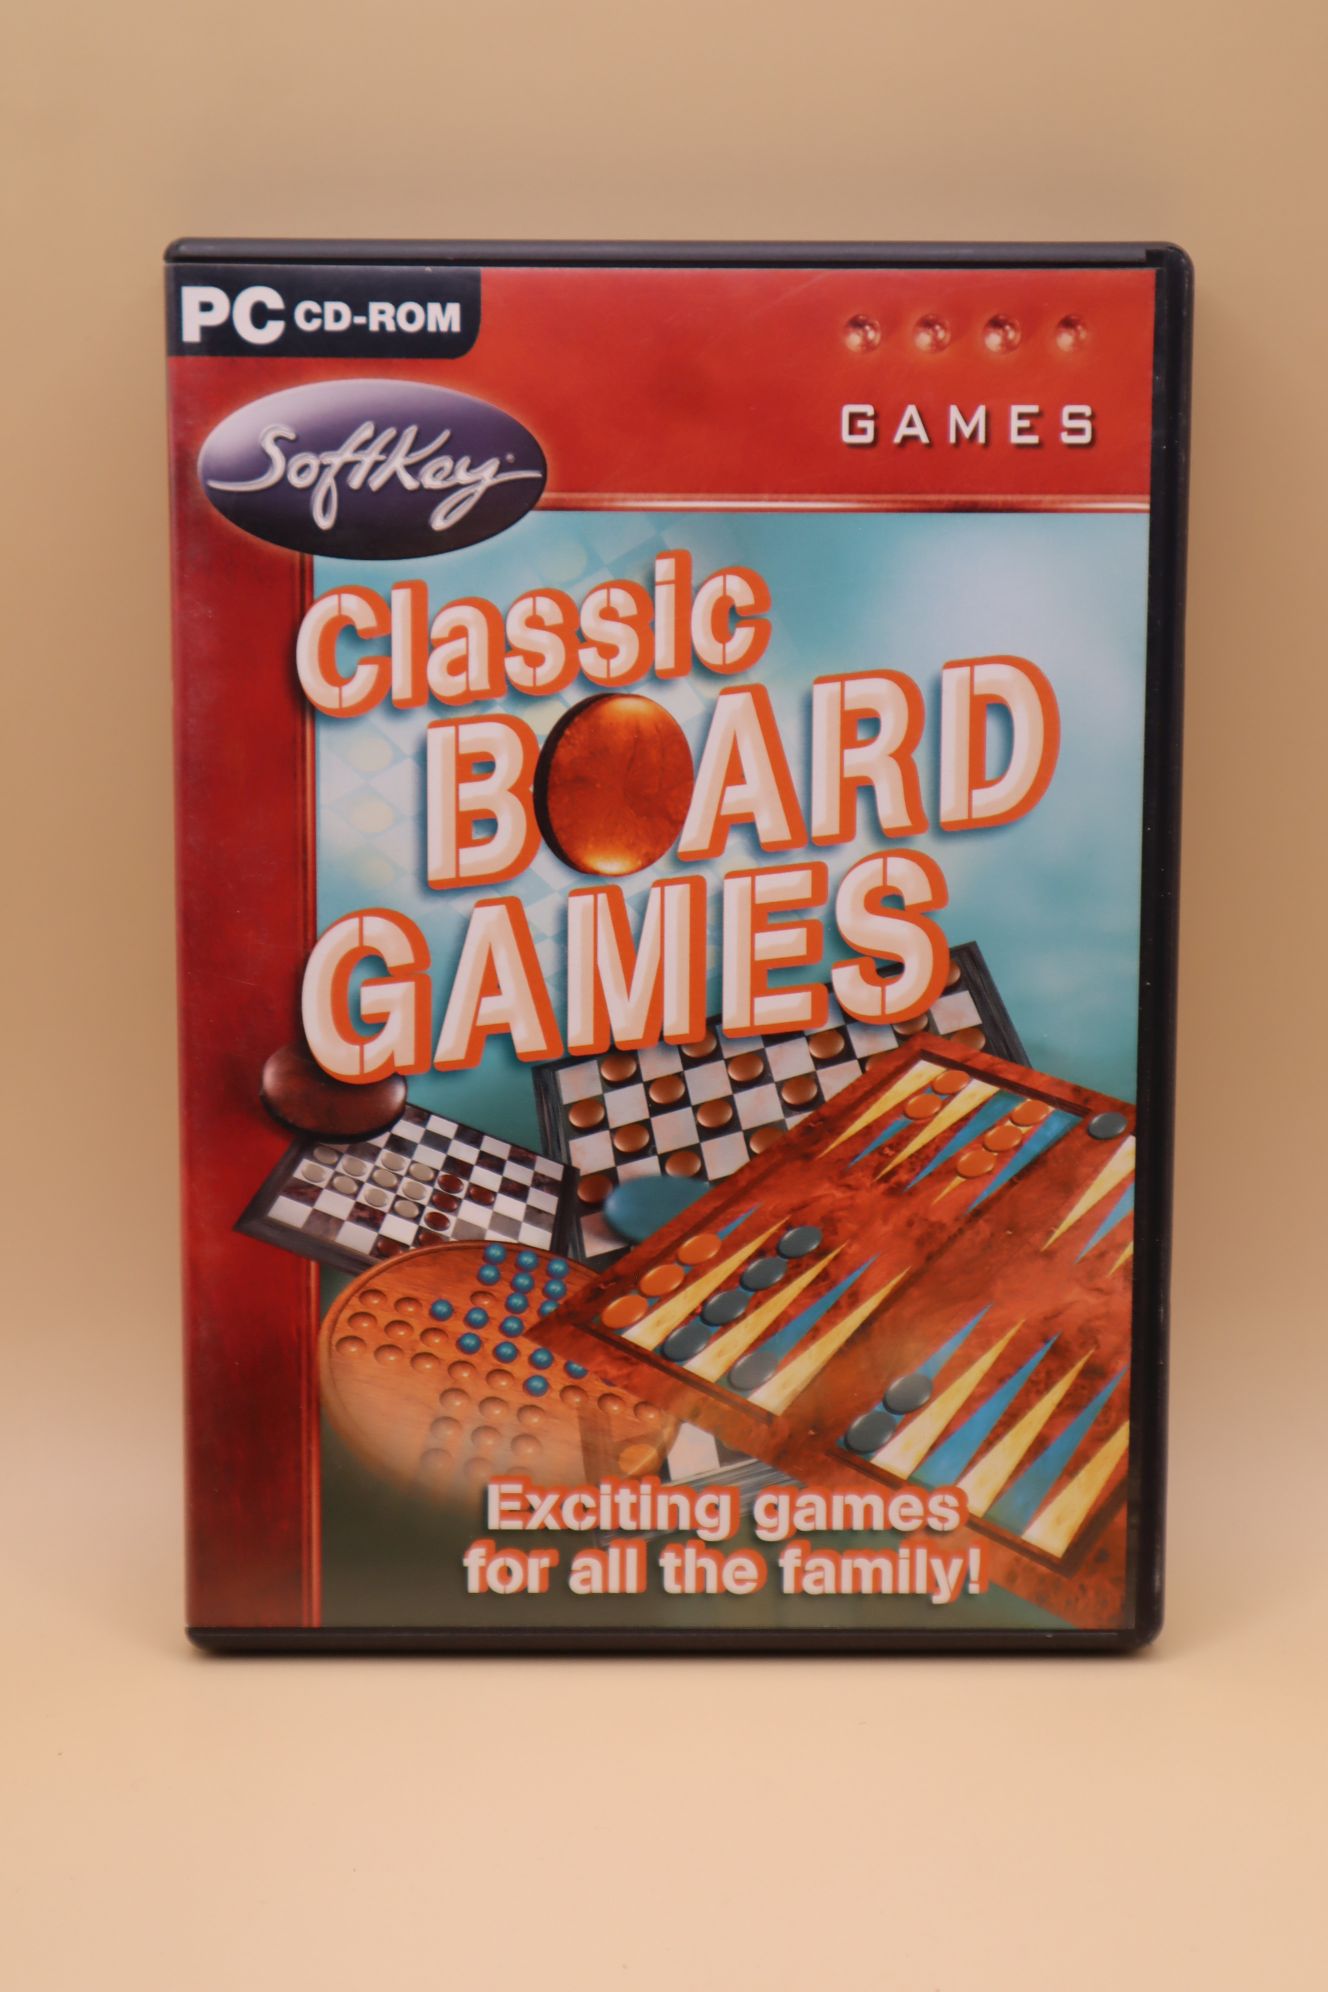 PC CD-ROM
GAMES
SoftKey
Classic
BOARD
GAMES
Exciting games
for all the family!